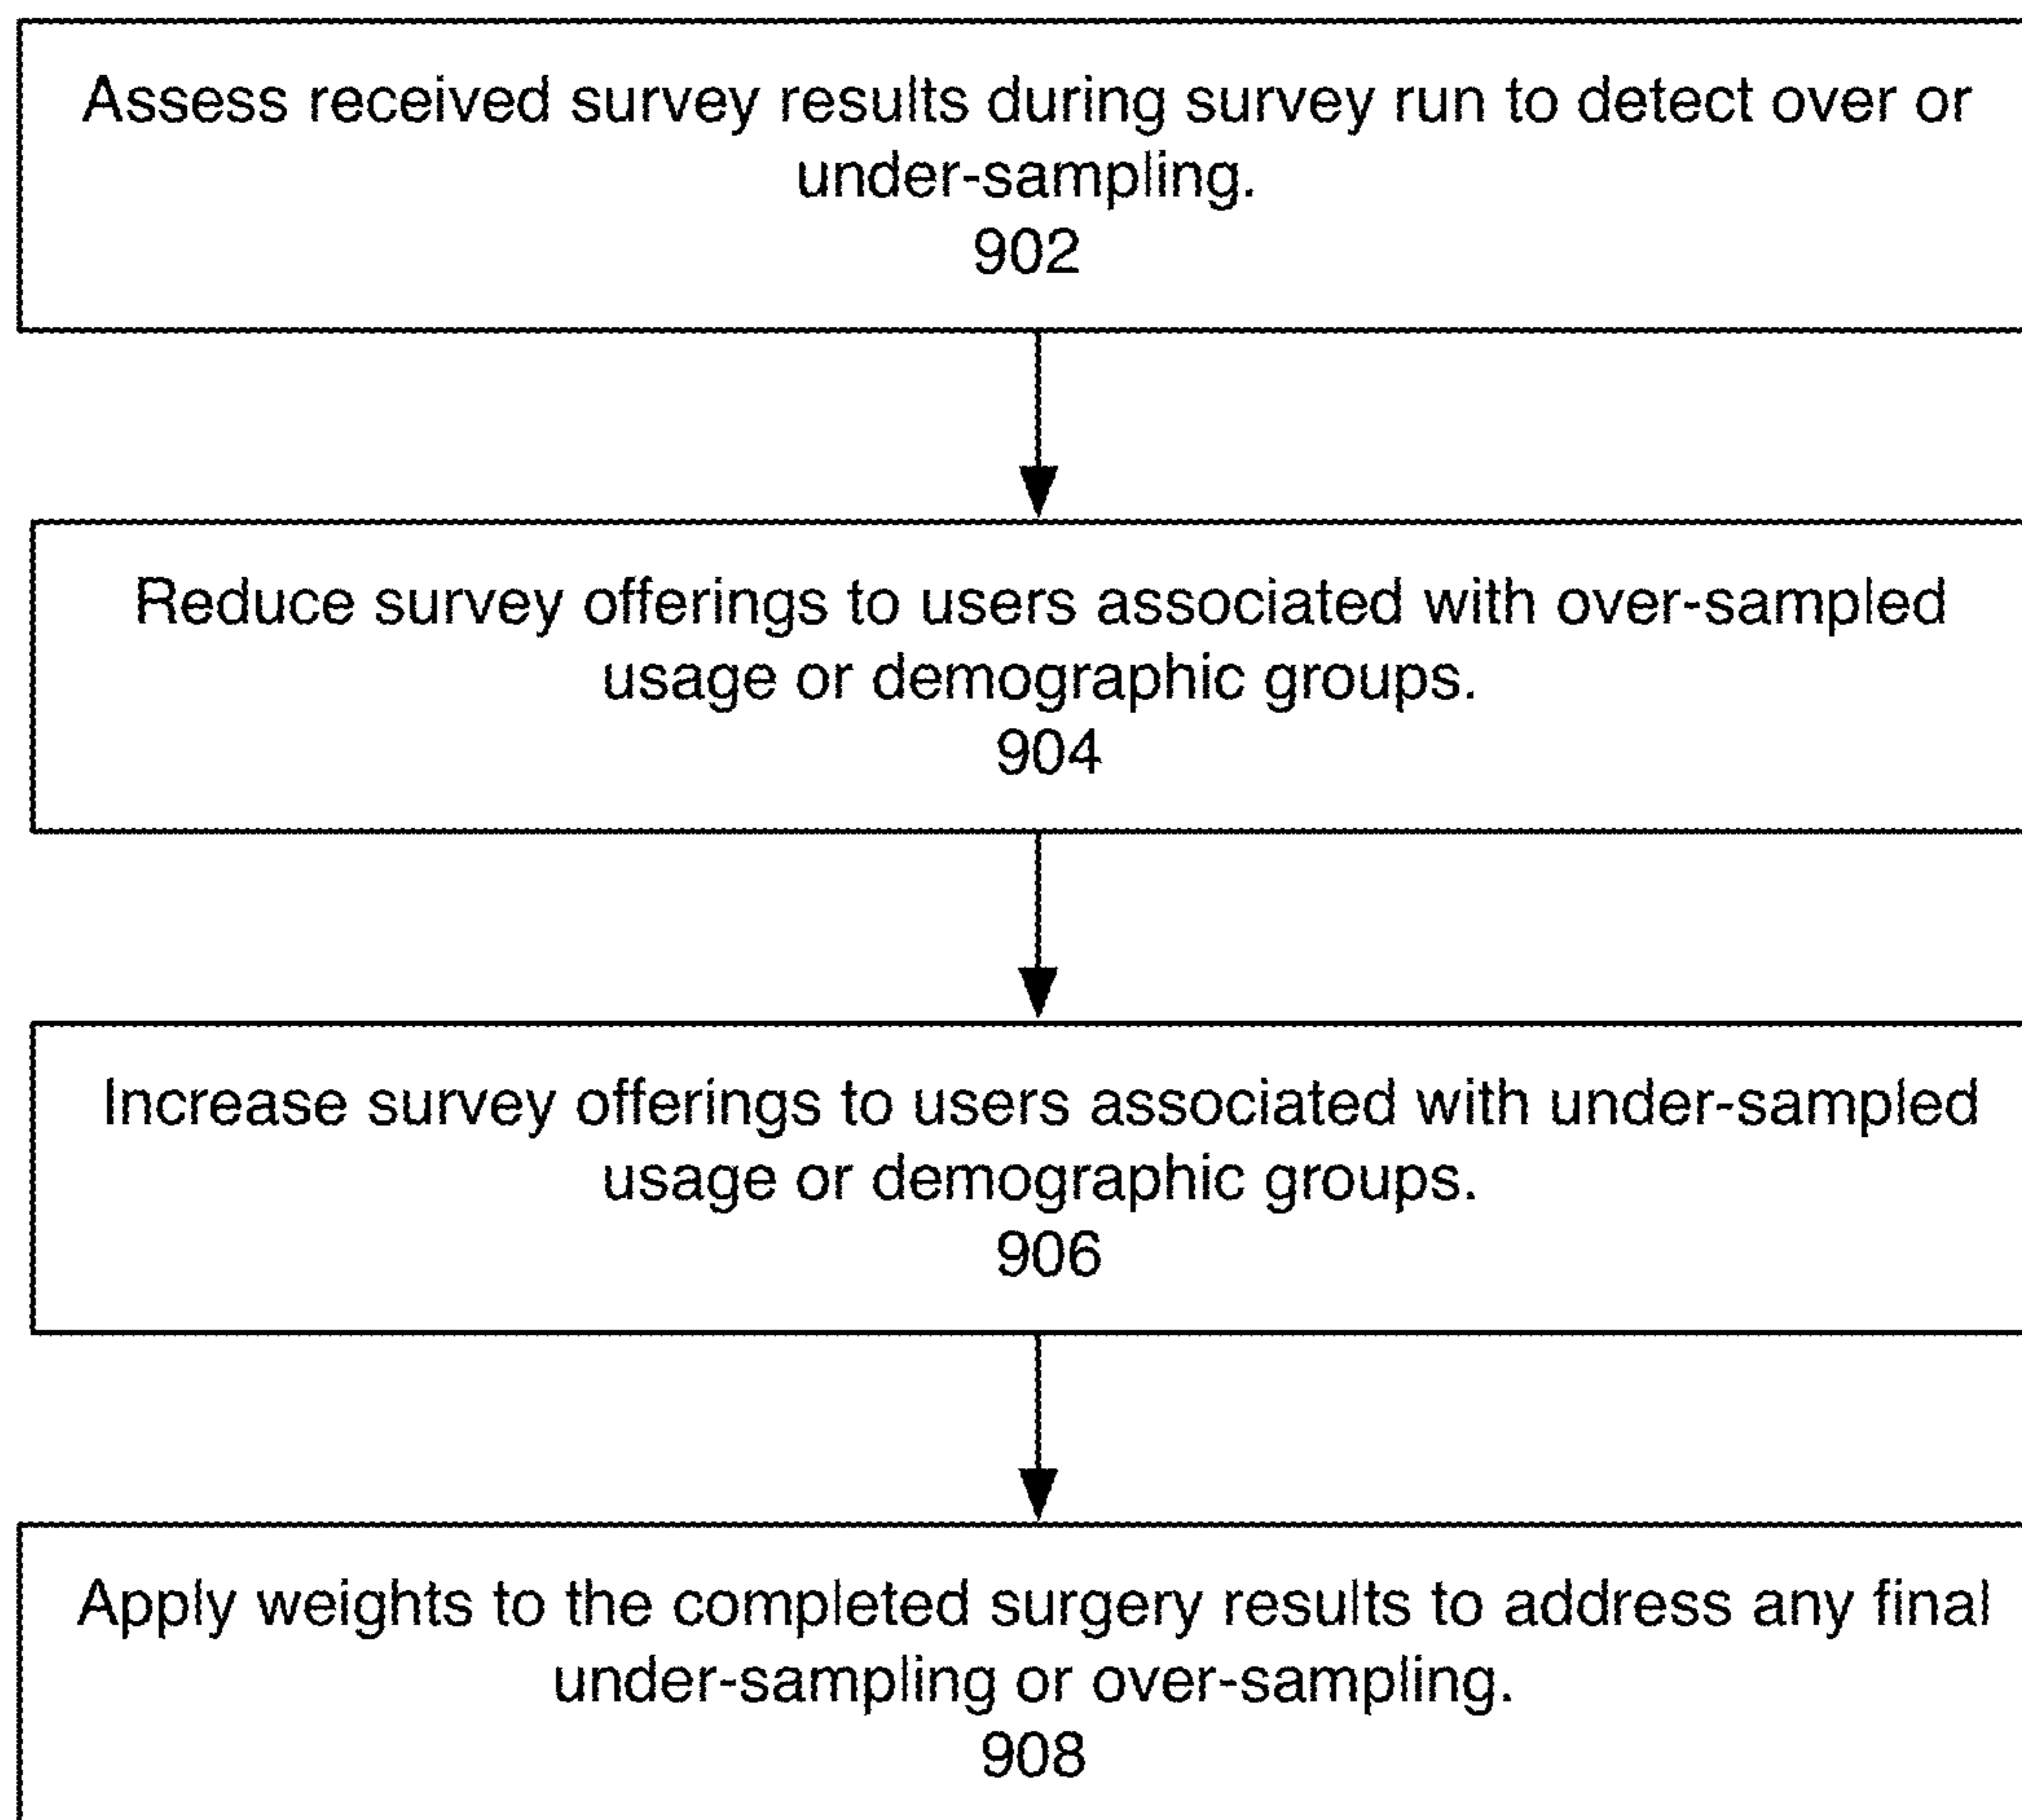 Assess received survey results during survey run to detect over or
under-sampling.
902
Reduce survey offerings to users associated with over-sampled
usage or demographic groups.
904
Increase survey offerings to users associated with under-sampled
usage or demographic groups.
906
Apply weights to the completed surgery results to address any final
under-sampling or over-sampling.
908